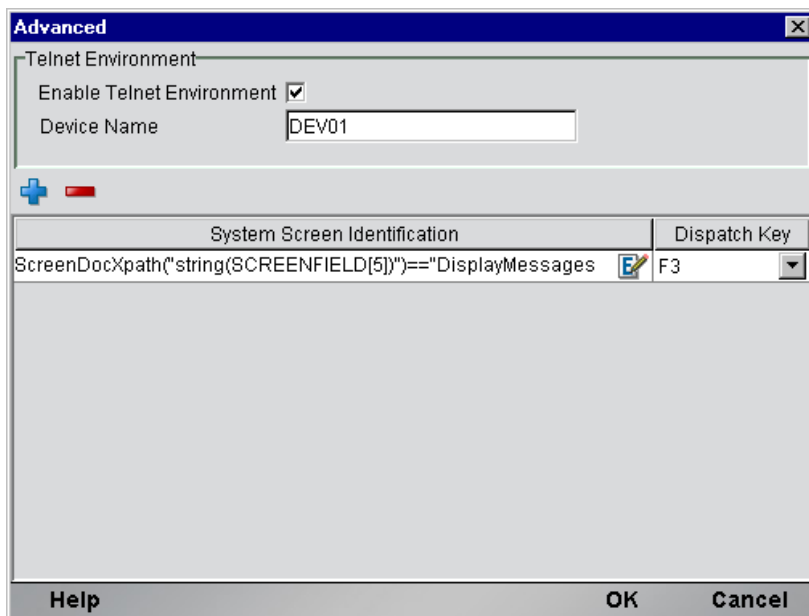 Advanced
Telnet Environment
Enable Telnet Environment
Device Name DEV01
System Screen Identification Dispatch Key
ScreenDocXpath("string(SCREENFIELD[5])")=="DisplayMessages F3
Help OK Cancel